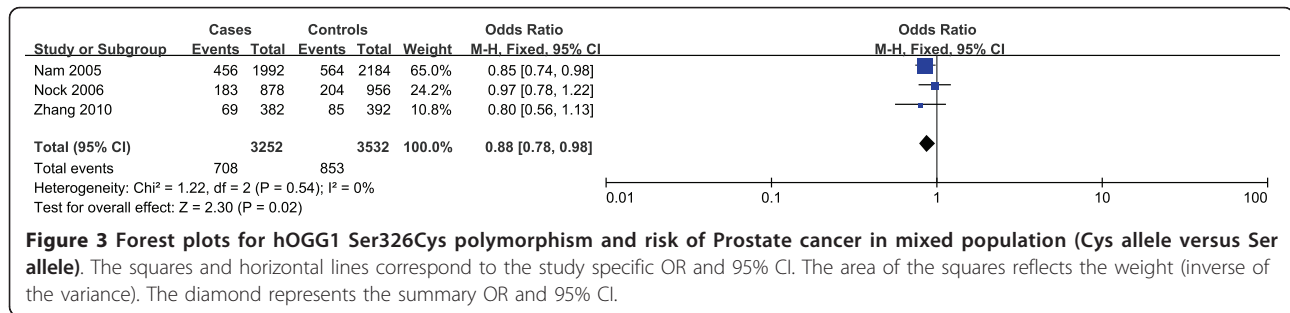 Cases Controls Odds Ratio Odds Ratio
Study or Subgroup Events Total Events Total Weight M-H, Fixed, 95% CI M-H, Fixed, 95% CI
Nam 2005 456 1992 564 2184 65.0% 0.85 [0.74, 0.98]
Nock 2006 183 878 204 956 24.2% 0.97 [0.78, 1.22]
Zhang 2010 69 382 85 392 10.8% 0.80 [0.56, 1.13]
Total (95% CI) 3252 3532 100.0% 0.88 [0.78, 0.98]
Total events 708 853
Heterogeneity: Chi² = 1.22, df = 2 (P = 0.54); I² = 0%
Test for overall effect: Z = 2.30 (P = 0.02)
0.01 0.1 1 10 100
Figure 3 Forest plots for hOGG1 Ser326Cys polymorphism and risk of Prostate cancer in mixed population (Cys allele versus Ser
allele). The squares and horizontal lines correspond to the study specific OR and 95% CI. The area of the squares reflects the weight (inverse of
the variance). The diamond represents the summary OR and 95% CI.